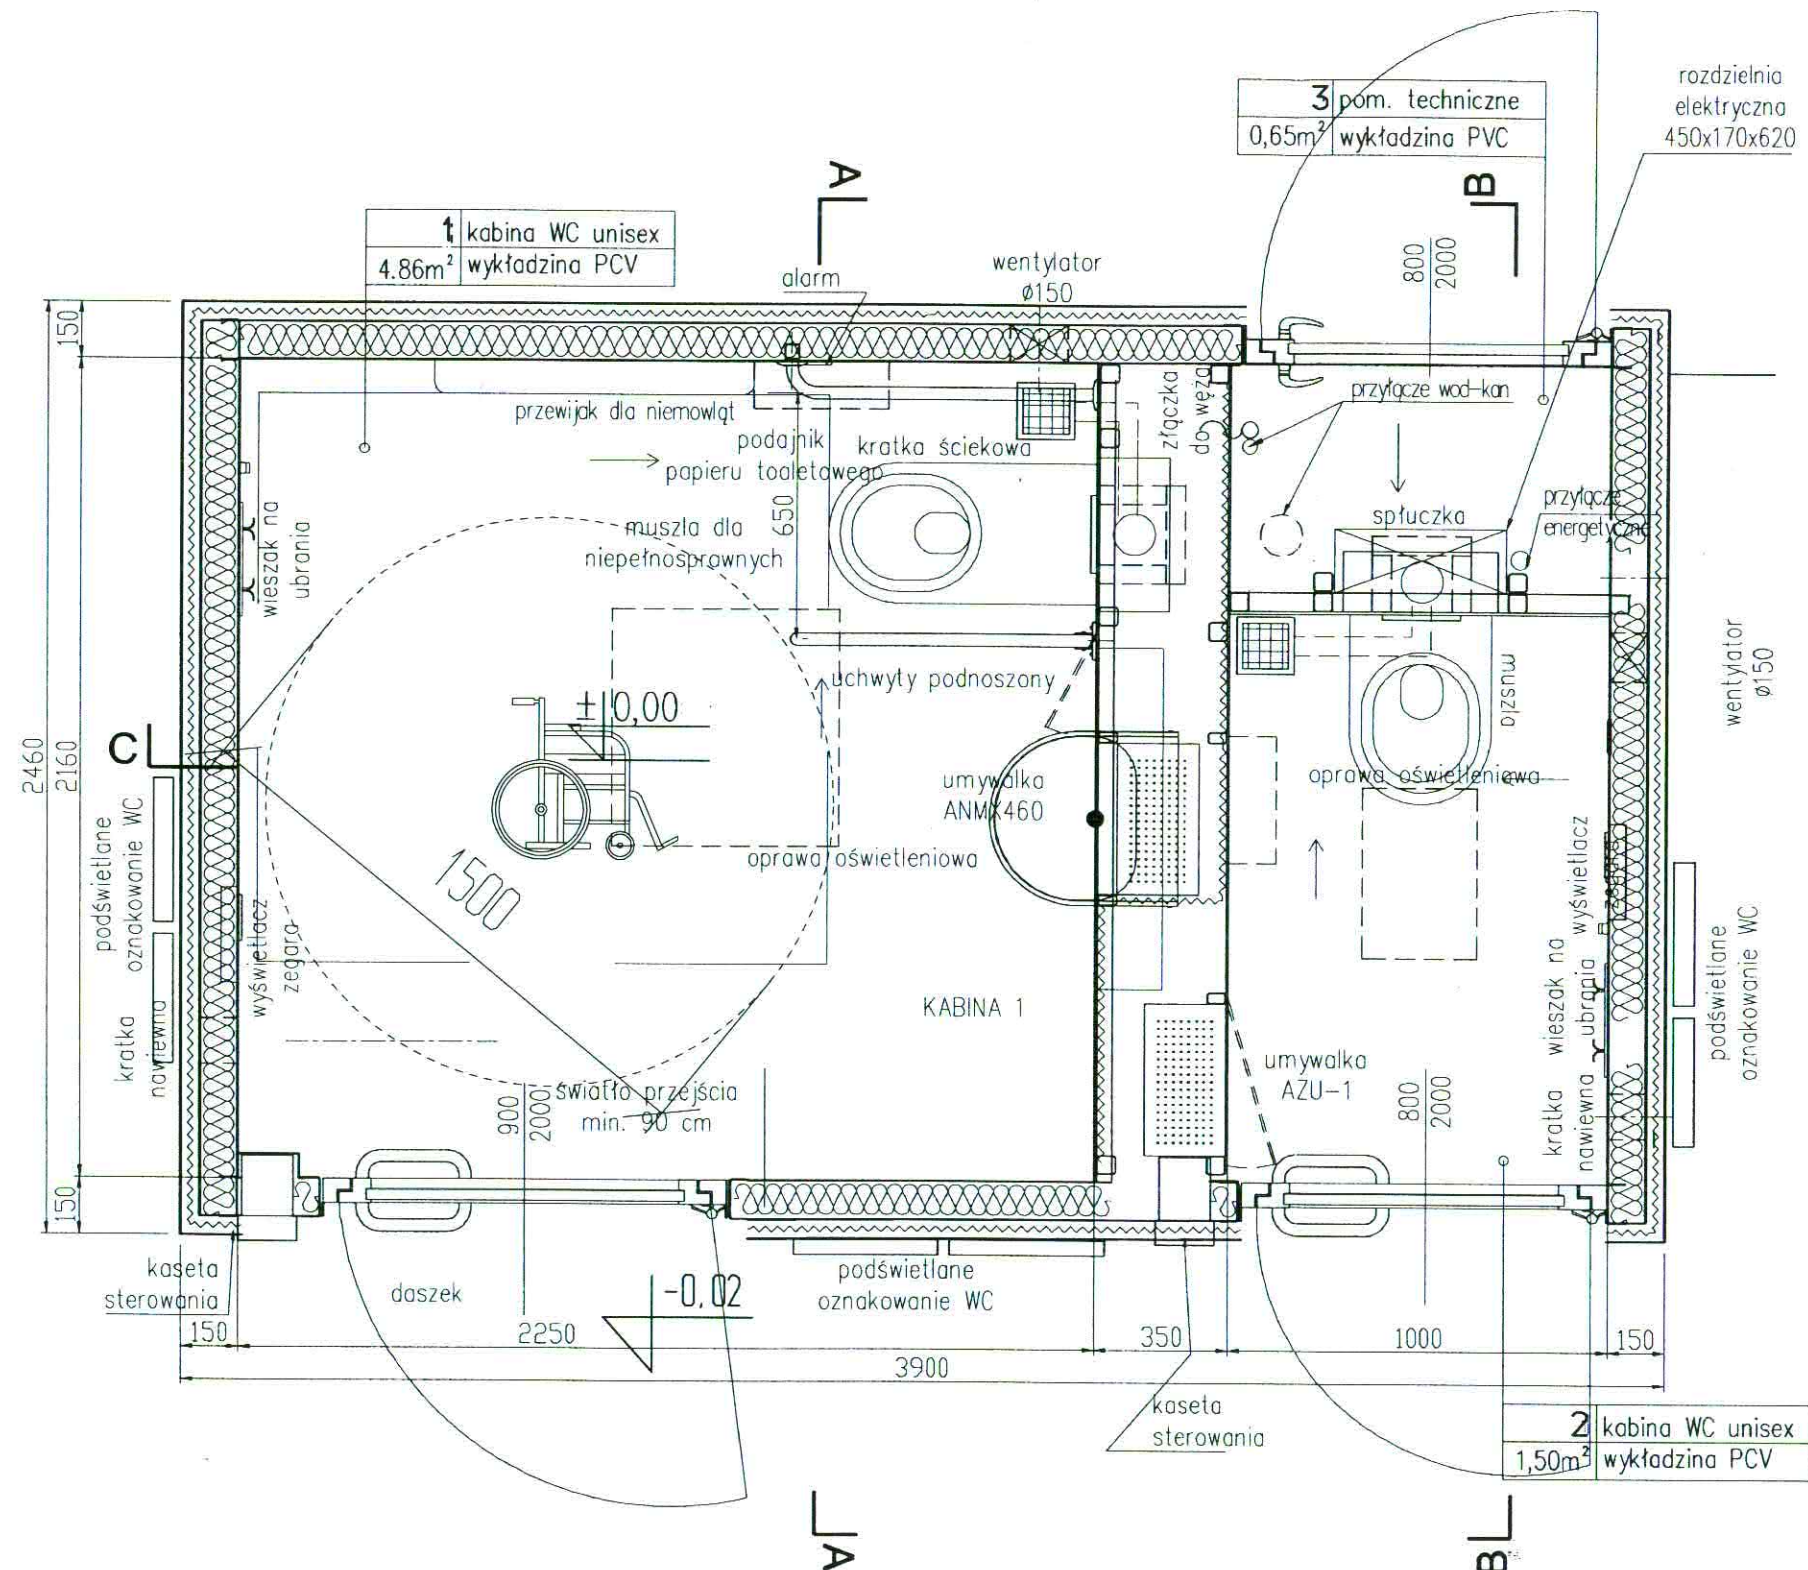 rozdzielnia
elektryczna
450x170x620
3 pom. techniczne
0,65m² wykładzina PVC
A
B
1 kabina WC unisex
4.86m² wykładzina PCV
alarm
wentylator
ø150
800
2000
150
przewijak dla niemowląt
podajnik
papieru toaletowego
kratka ściekowa
złączka
do węża
przyłącze wod-kan
650
muszla dla
niepełnosprawnych
wieszak na
ubrania
spłuczka
przyłącze
energetyczne
uchwyty podnoszony
muszla
wentylator
ø150
±0,00
C
2460
2160
umywalka
ANMX460
oprawa oświetleniowa
oprawa oświetleniowa
1500
podświetlane
oznakowanie WC
wyświetlacz
zegara
kratka
nawiewna
KABINA 1
wyświetlacz
zegara
wieszak na
ubrania
kratka
nawiewna
podświetlane
oznakowanie WC
umywalka
AZU-1
światło przejścia
min. 90 cm
900
2000
800
2000
150
kaseta
sterowania
daszek
-0,02
podświetlane
oznakowanie WC
150
2250
350
1000
150
3900
kaseta
sterowania
2 kabina WC unisex
1,50m² wykładzina PCV
A
B